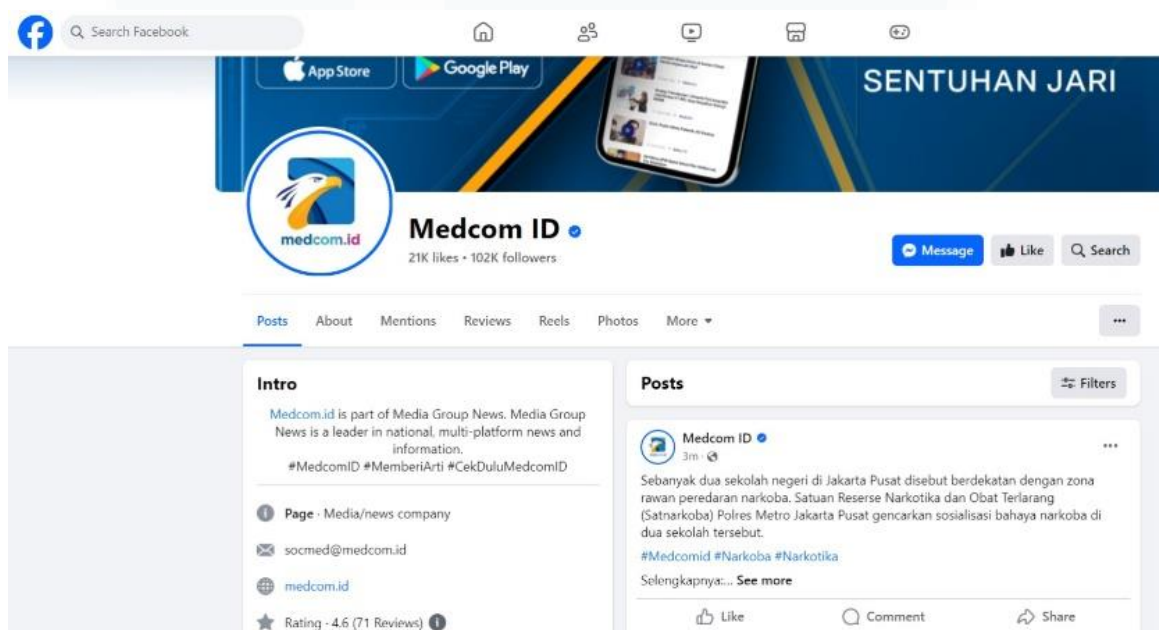 Search Facebook
App Store
Google Play
SENTUHAN JARI
medcom.id
Medcom ID
21K likes • 102K followers
Message
Like
Search
Posts
About
Mentions
Reviews
Reels
Photos
More
Intro
Medcom.id is part of Media Group News. Media Group
News is a leader in national, multi-platform news and
information.
#MedcomID #MemberiArti #CekDuluMedcomID
Page · Media/news company
socmed@medcom.id
medcom.id
Rating · 4.6 (71 Reviews)
Posts
Filters
Medcom ID
3m ·
Sebanyak dua sekolah negeri di Jakarta Pusat disebut berdekatan dengan zona
rawan peredaran narkoba. Satuan Reserse Narkotika dan Obat Terlarang
(Satnarkoba) Polres Metro Jakarta Pusat gencarkan sosialisasi bahaya narkoba di
dua sekolah tersebut.
#Medcomid #Narkoba #Narkotika
Selengkapnya:... See more
Like
Comment
Share